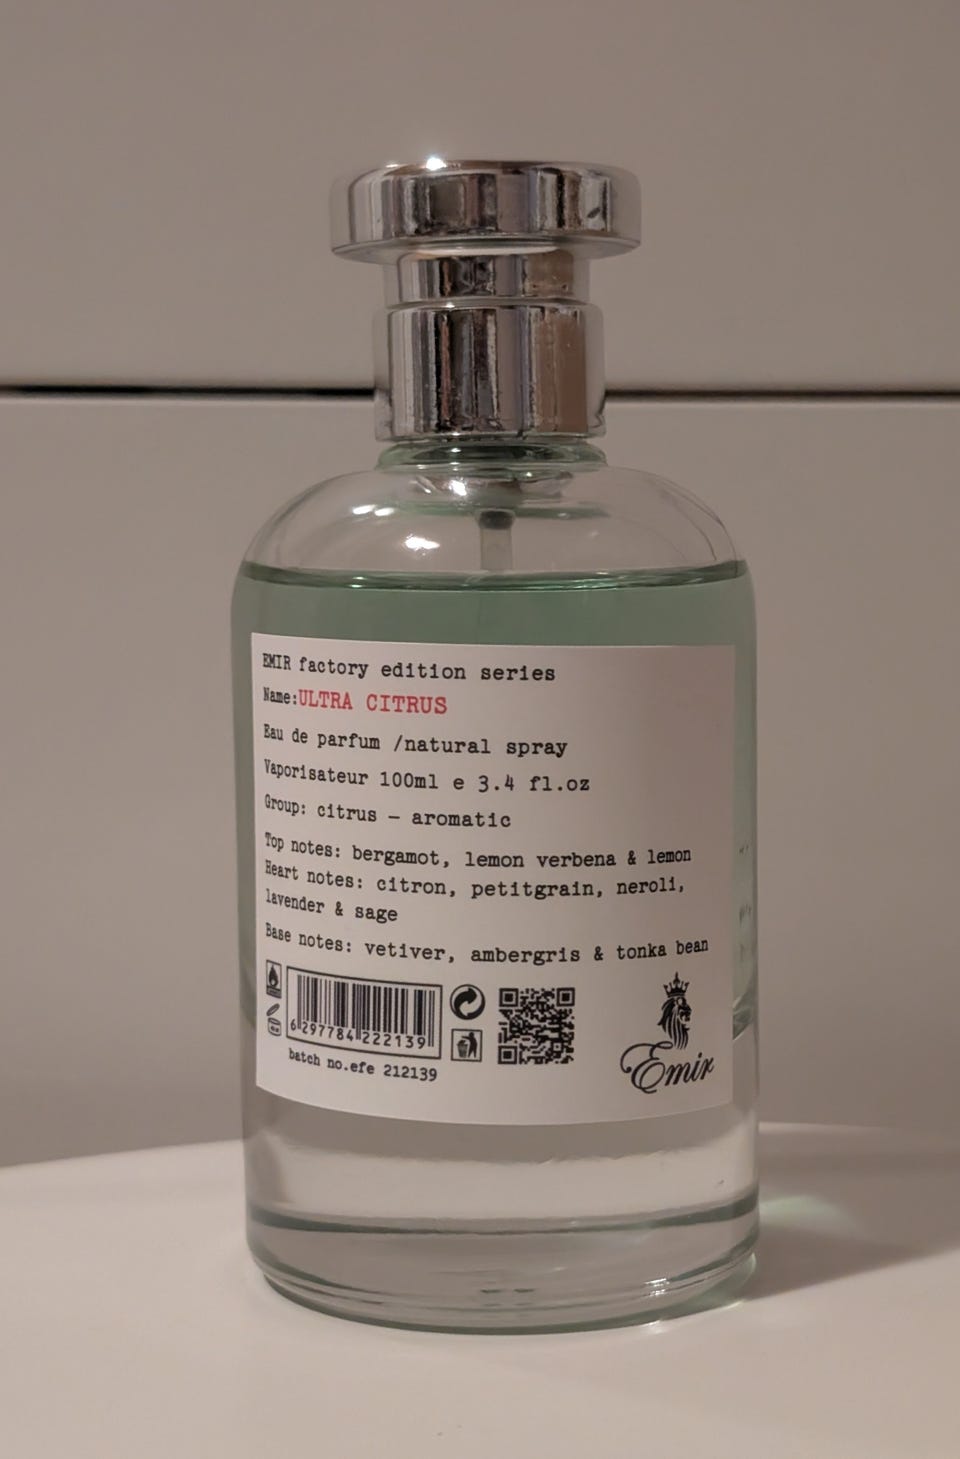 EMIR factory edition series
Name:ULTRA CITRUS
Eau de parfum /natural spray
Vaporisateur 100ml e 3.4 fl.oz
Group: citrus – aromatic
Top notes: bergamot, lemon verbena & lemon
Heart notes: citron, petitgrain, neroli,
lavender & sage
Base notes: vetiver, ambergris & tonka bean
6 297784 222139
batch no.efe 212139
Emir